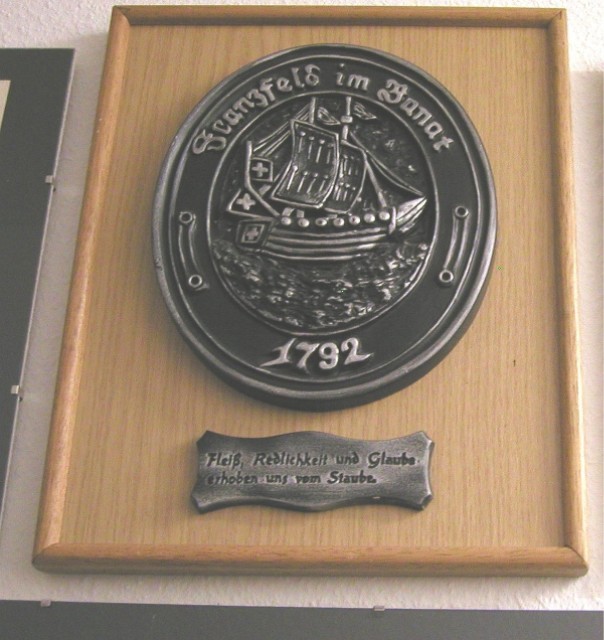 Franzfeld im Banat
1792
Fleiß, Redlichkeit und Glaube
erhoben uns vom Staube.